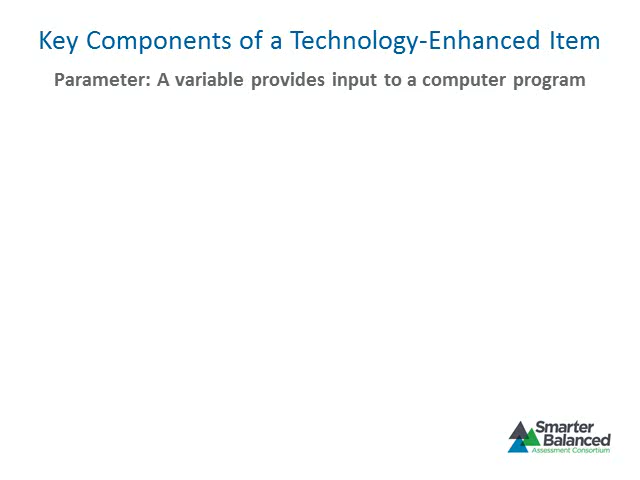 Key Components of a Technology-Enhanced Item
Parameter: A variable provides input to a computer program
Smarter
Balanced
Assessment Consortium